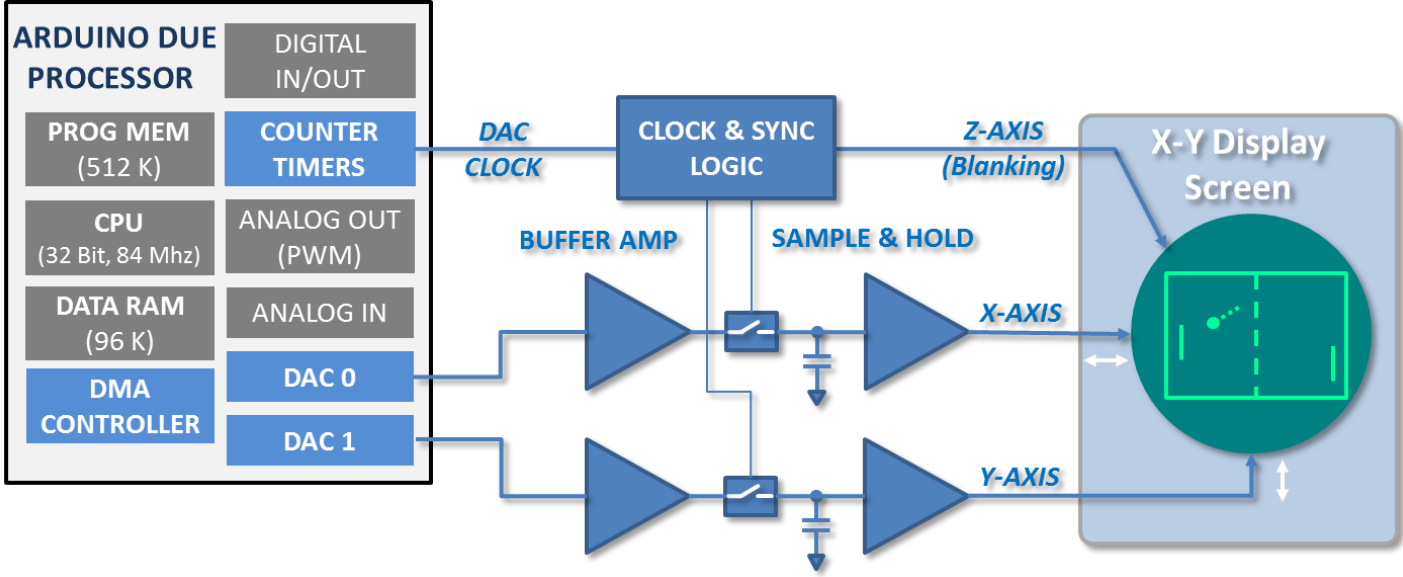 ARDUINO DUE
PROCESSOR
PROG MEM
(512 K)
CPU
(32 Bit, 84 Mhz)
DATA RAM
(96 K)
DMA
CONTROLLER
DIGITAL
IN/OUT
COUNTER
TIMERS
ANALOG OUT
(PWM)
ANALOG IN
DAC 0
DAC 1
DAC
CLOCK
CLOCK & SYNC
LOGIC
Z-AXIS
(Blanking)
BUFFER AMP
SAMPLE & HOLD
X-AXIS
Y-AXIS
X-Y Display
Screen